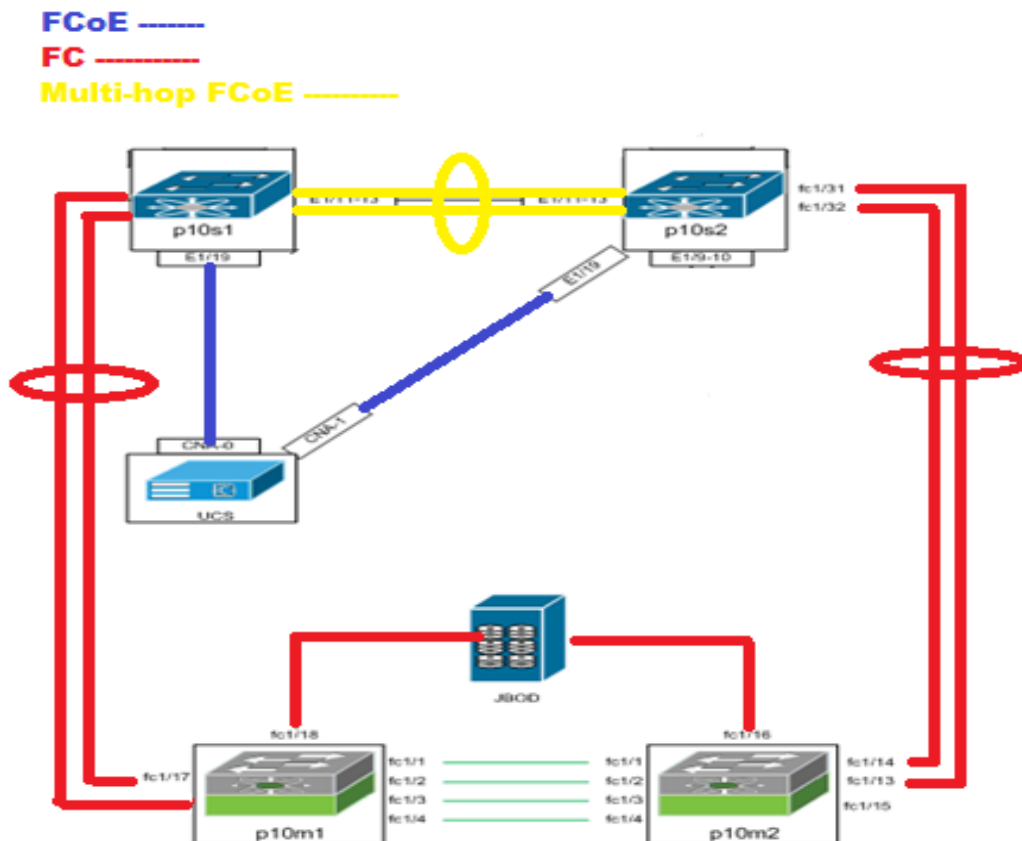 FCoE -------
FC -----------
Multi-hop FCoE ----------
E1/11-13
E1/11-13
fc1/31
fc1/32
p10s1
p10s2
E1/19
E1/9-10
E1/19
CNA-1
CNA-0
UCS
JBOD
fc1/18
fc1/16
fc1/17
fc1/1
fc1/1
fc1/14
fc1/2
fc1/2
fc1/13
fc1/3
fc1/3
fc1/15
fc1/4
fc1/4
p10m1
p10m2